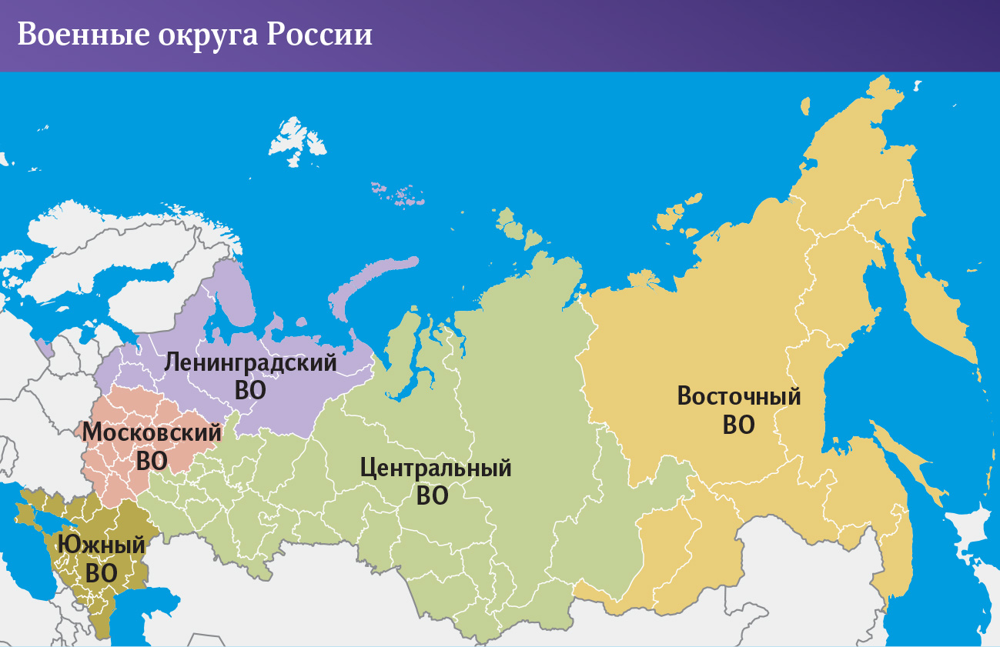 Военные округа России
Ленинградский
ВО
Восточный
ВО
Московский
ВО
Центральный
ВО
Южный
ВО